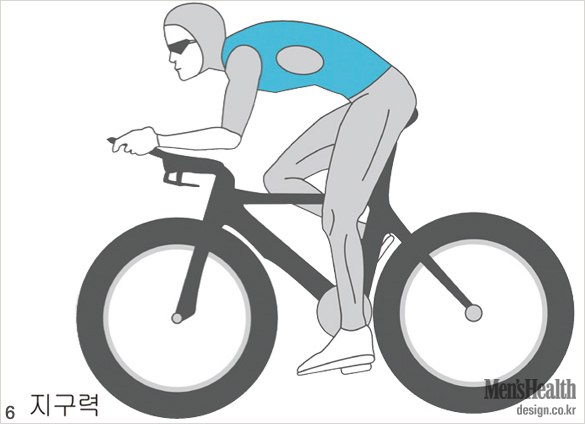 6 지구력
Men'sHealth
design.co.kr